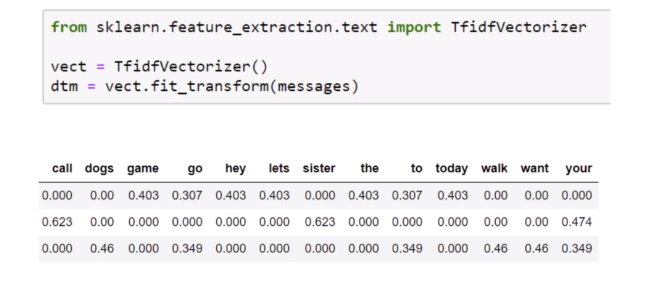 from sklearn.feature_extraction.text import TfidfVectorizer
vect = TfidfVectorizer()
dtm = vect.fit_transform(messages)
call dogs game go hey lets sister the to today walk want your
0.000 0.00 0.403 0.307 0.403 0.403 0.000 0.403 0.307 0.403 0.00 0.00 0.000
0.623 0.00 0.000 0.000 0.000 0.000 0.623 0.000 0.000 0.000 0.00 0.00 0.474
0.000 0.46 0.000 0.349 0.000 0.000 0.000 0.000 0.349 0.000 0.46 0.46 0.349